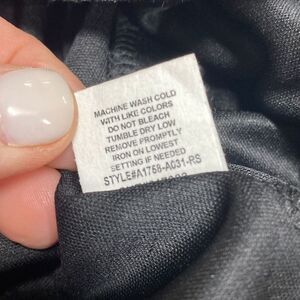 MACHINE WASH COLD
WITH LIKE COLORS
DO NOT BLEACH
TUMBLE DRY LOW
REMOVE PROMPTLY
IRON ON LOWEST
SETTING IF NEEDED
STYLE#A1758-A031-RS